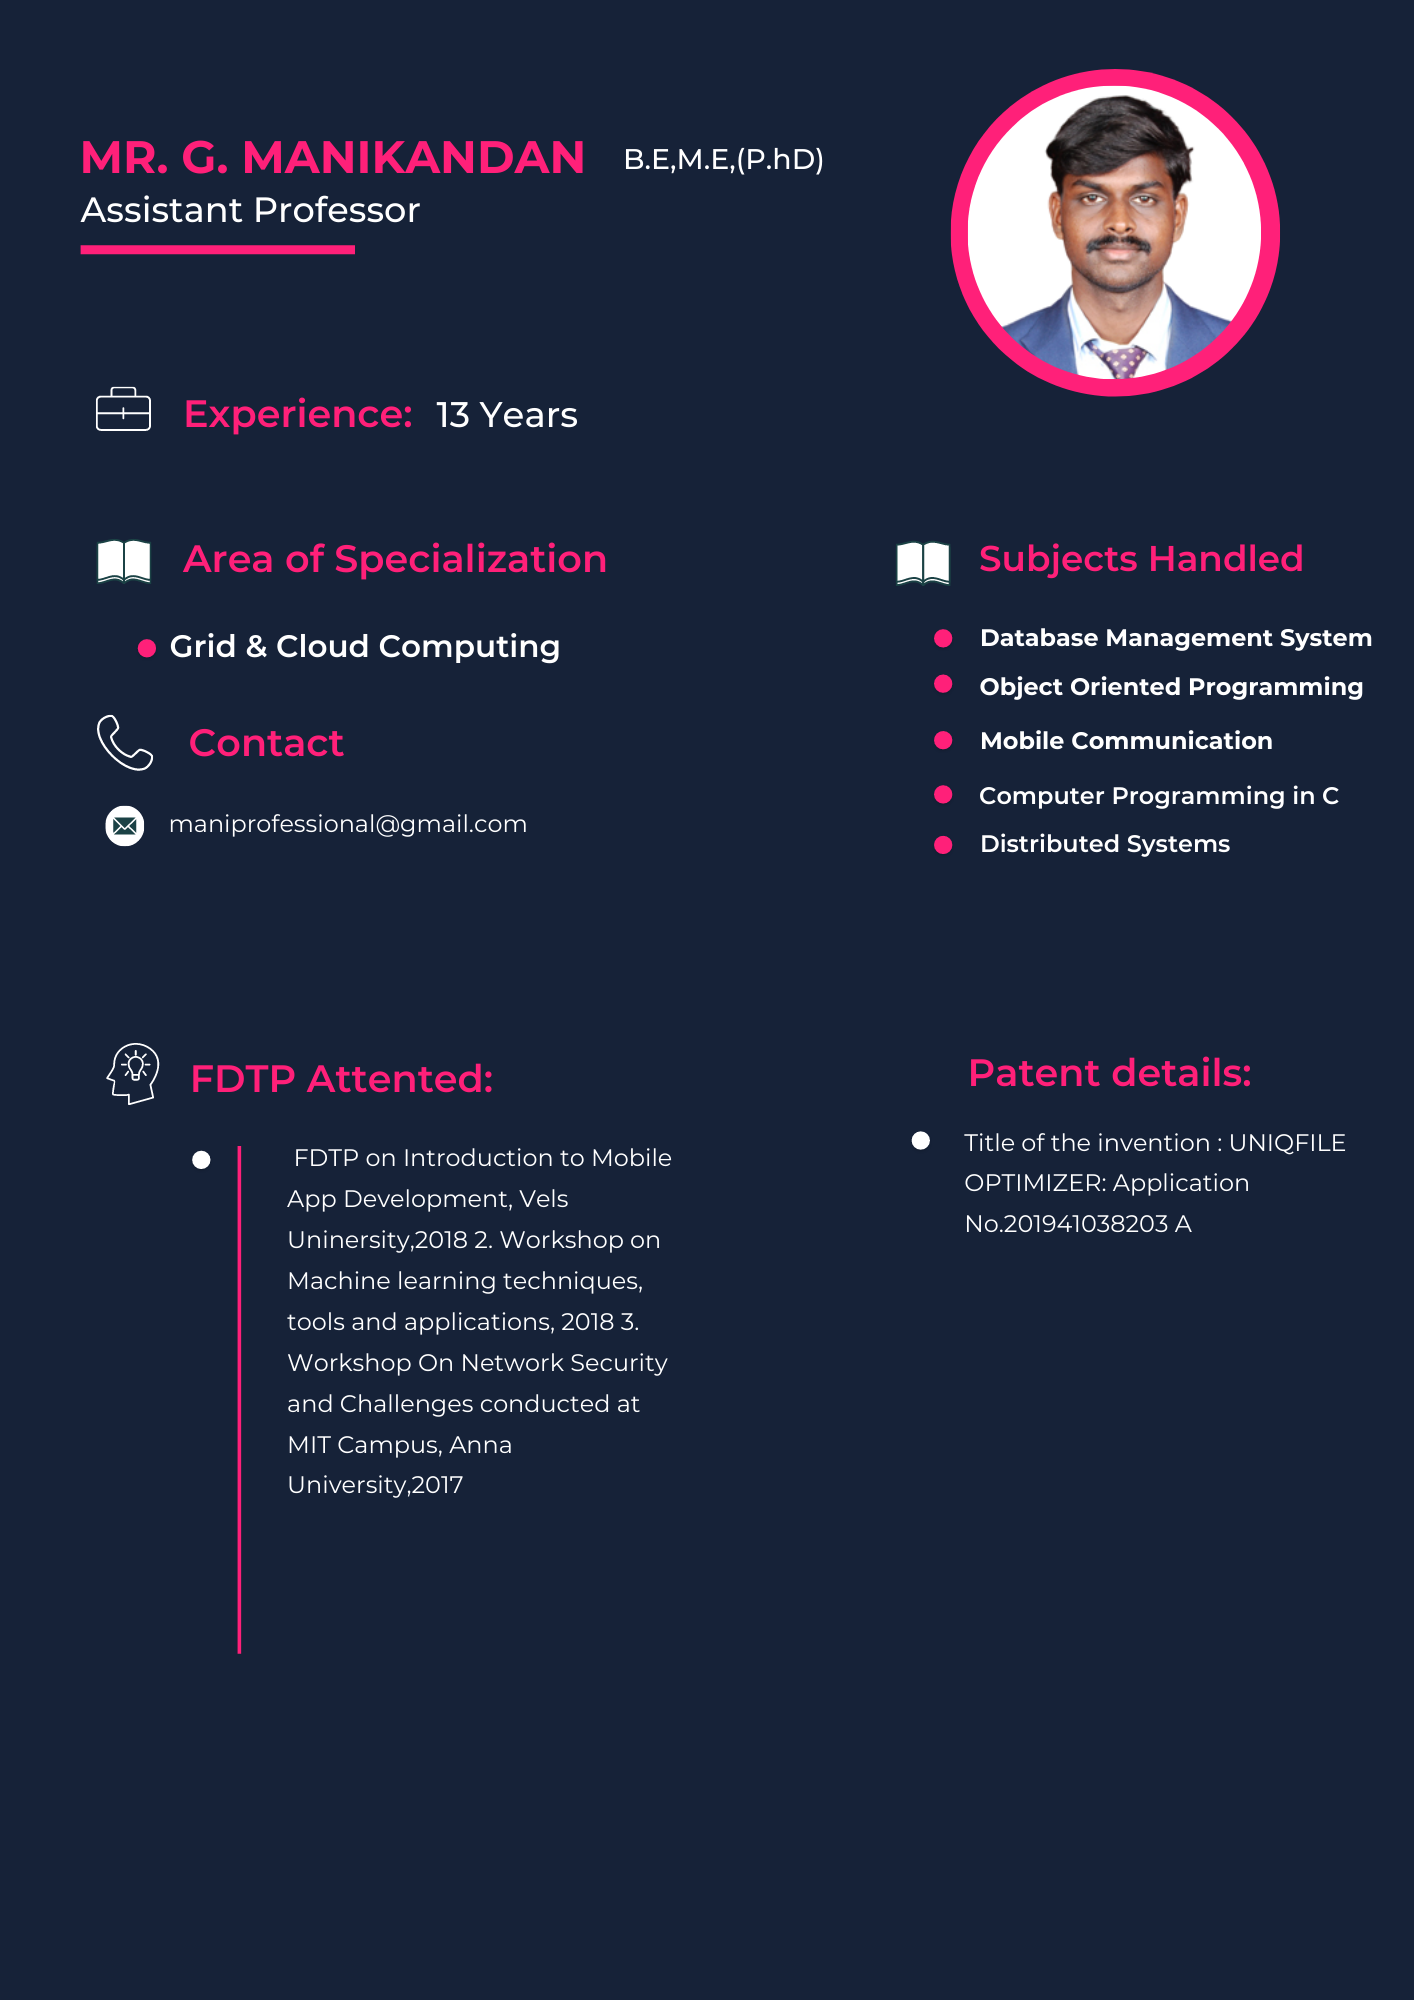 MR. G. MANIKANDAN B.E,M.E,(P.hD)
Assistant Professor
Experience: 13 Years
Area of Specialization
Grid & Cloud Computing
Contact
maniprofessional@gmail.com
Subjects Handled
Database Management System
Object Oriented Programming
Mobile Communication
Computer Programming in C
Distributed Systems
FDTP Attented:
FDTP on Introduction to Mobile
App Development, Vels
Uninersity,2018 2. Workshop on
Machine learning techniques,
tools and applications, 2018 3.
Workshop On Network Security
and Challenges conducted at
MIT Campus, Anna
University,2017
Patent details:
Title of the invention : UNIQFILE
OPTIMIZER: Application
No.201941038203 A